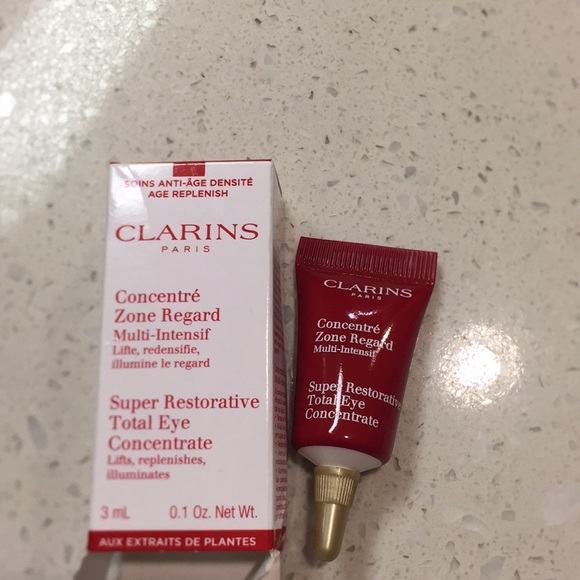 SOINS ANTI-ÂGE DENSITÉ
AGE REPLENISH
CLARINS
PARIS
Concentré
Zone Regard
Multi-Intensif
Lifte, redensifie,
illumine le regard
Super Restorative
Total Eye
Concentrate
Lifts, replenishes,
illuminates
3 mL 0.1 Oz. Net Wt.
AUX EXTRAITS DE PLANTES
CLARINS
PARIS
Concentré
Zone Regard
Multi-Intensif
Super Restorative
Total Eye
Concentrate